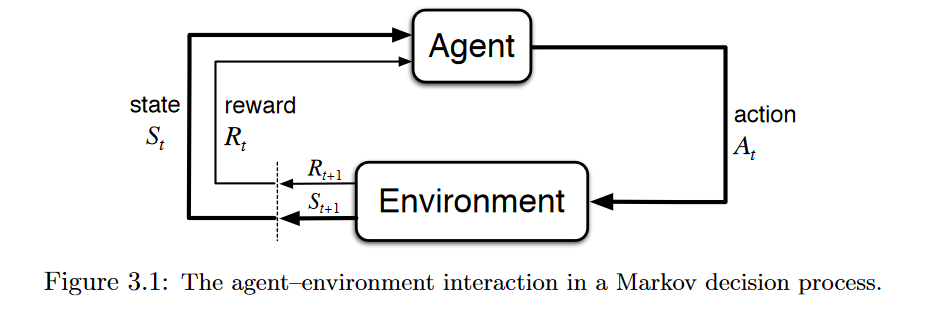 Agent
state
S_t
reward
R_t
action
A_t
R_{t+1}
S_{t+1}
Environment
Figure 3.1: The agent–environment interaction in a Markov decision process.